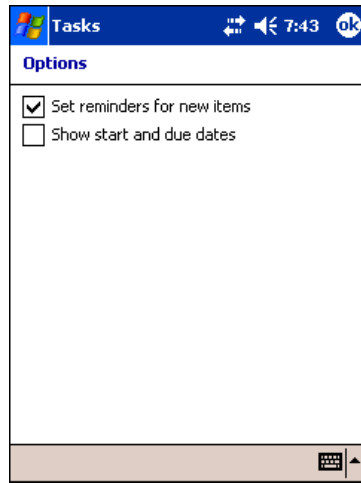 Tasks 7:43 ok
Options
Set reminders for new items
Show start and due dates